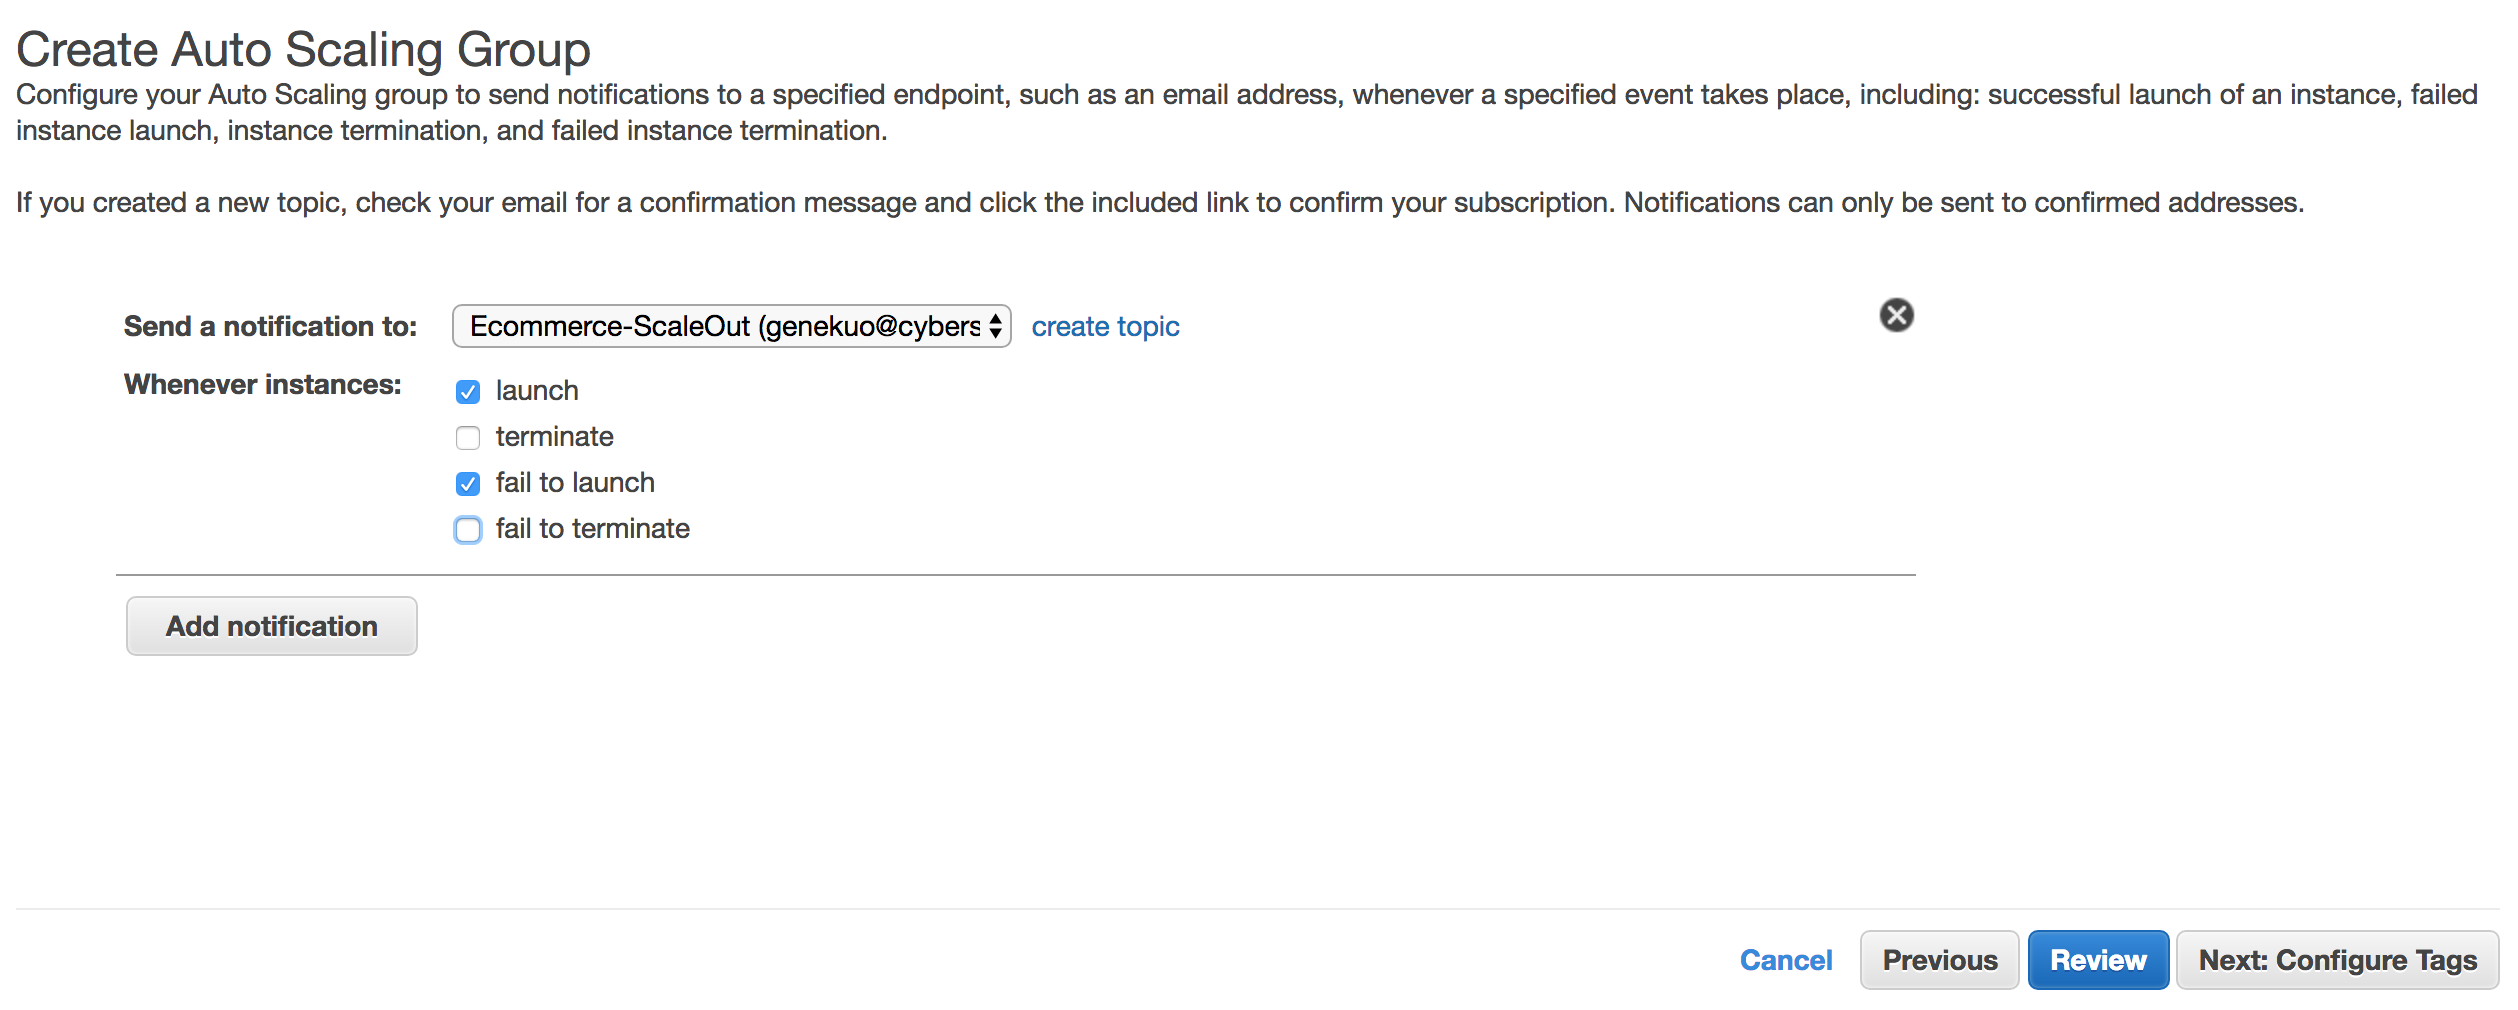 Create Auto Scaling Group
Configure your Auto Scaling group to send notifications to a specified endpoint, such as an email address, whenever a specified event takes place, including: successful launch of an instance, failed
instance launch, instance termination, and failed instance termination.
If you created a new topic, check your email for a confirmation message and click the included link to confirm your subscription. Notifications can only be sent to confirmed addresses.
Send a notification to: Ecommerce-ScaleOut (genekuo@cybers create topic
Whenever instances: launch
terminate
fail to launch
fail to terminate
Add notification
Cancel Previous Review Next: Configure Tags